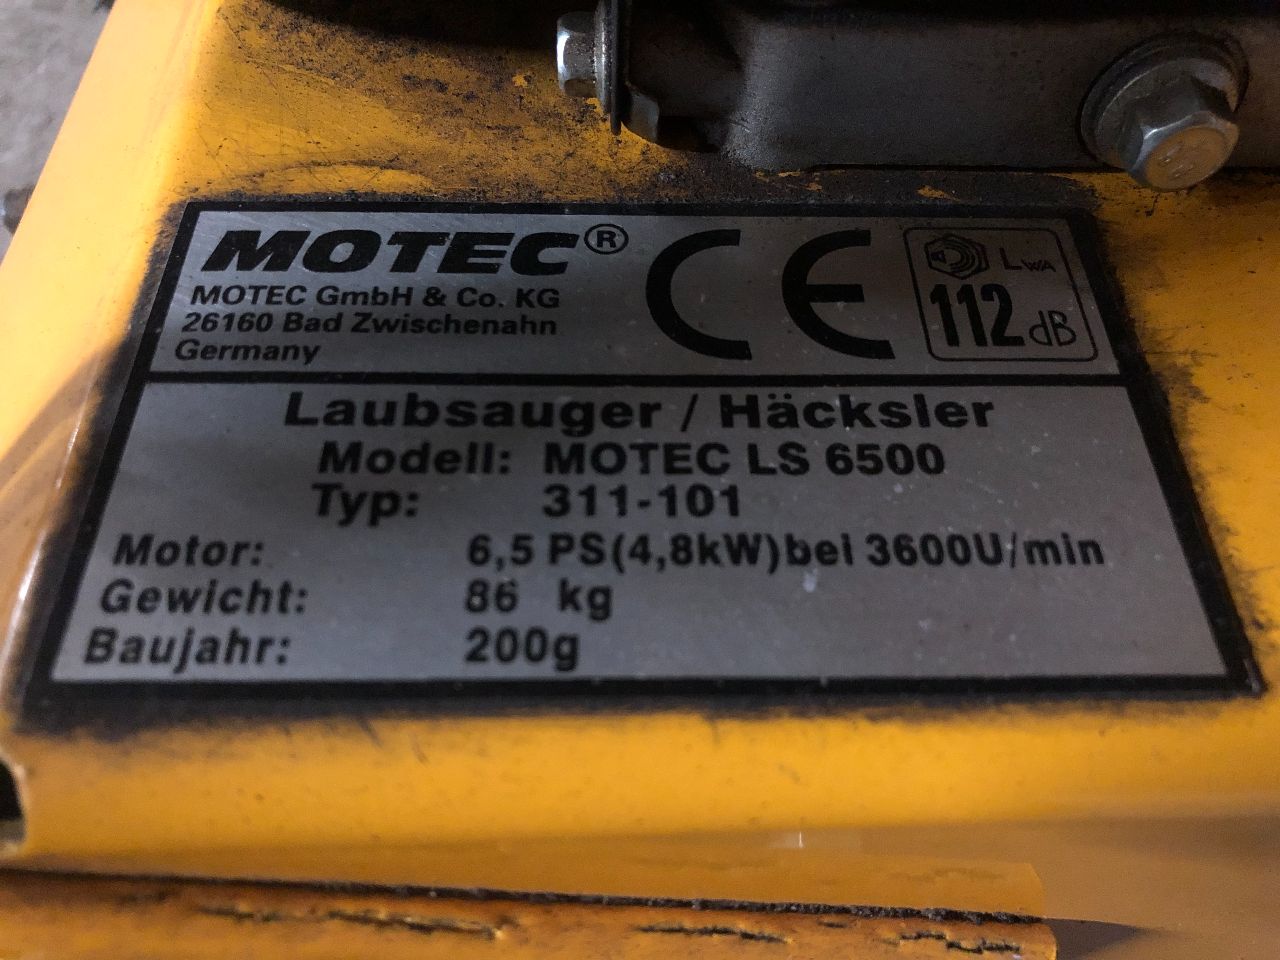 MOTEC®
MOTEC GmbH & Co. KG
26160 Bad Zwischenahn
Germany
CE
LWA
112 dB
Laubsauger / Häcksler
Modell: MOTEC LS 6500
Typ: 311-101
Motor: 6,5 PS(4,8kW)bei 3600U/min
Gewicht: 86 kg
Baujahr: 200g